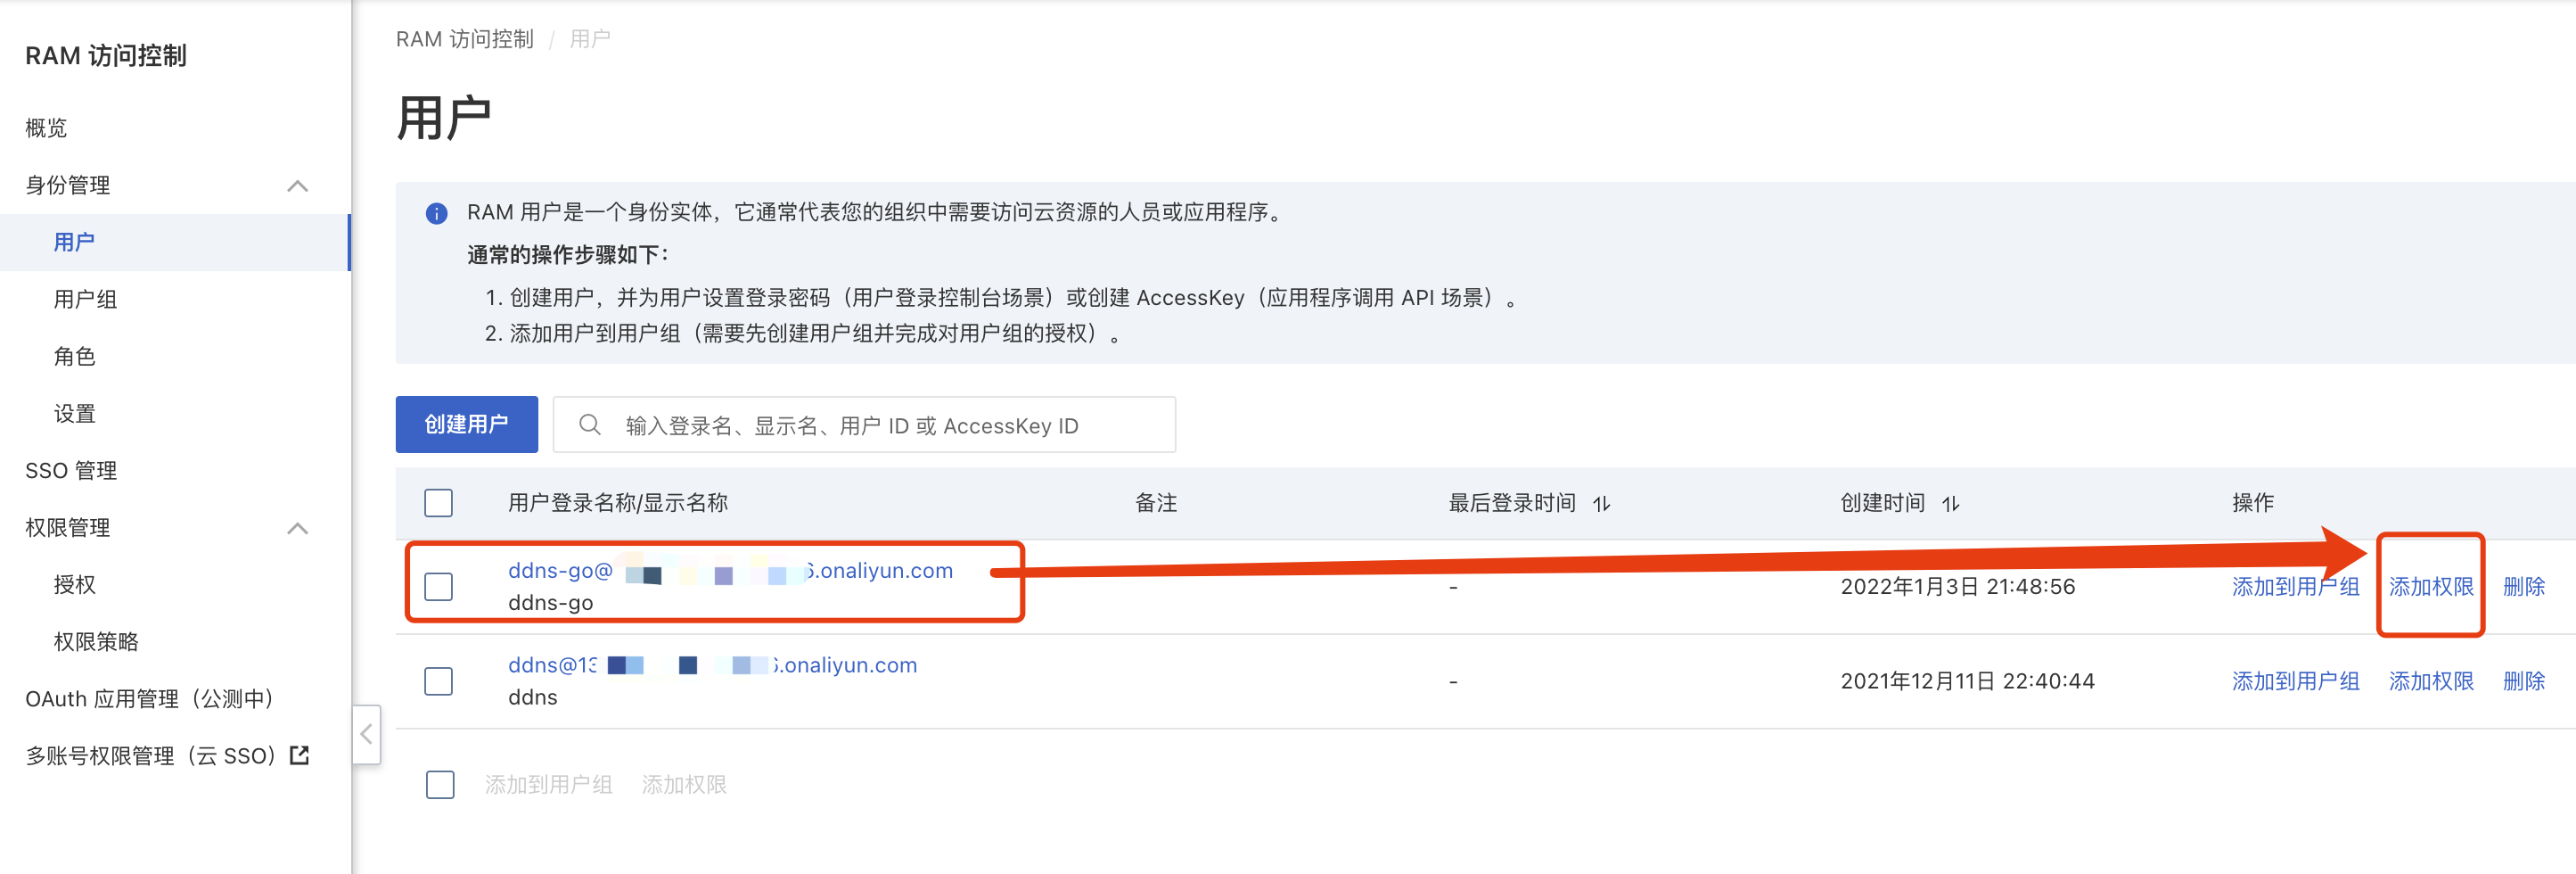 RAM 访问控制
概览
身份管理
用户
用户组
角色
设置
SSO 管理
权限管理
授权
权限策略
OAuth 应用管理（公测中）
多账号权限管理（云 SSO）
RAM 访问控制 / 用户
用户
RAM 用户是一个身份实体，它通常代表您的组织中需要访问云资源的人员或应用程序。
通常的操作步骤如下：
1. 创建用户，并为用户设置登录密码（用户登录控制台场景）或创建 AccessKey（应用程序调用 API 场景）。
2. 添加用户到用户组（需要先创建用户组并完成对用户组的授权）。
创建用户 输入登录名、显示名、用户 ID 或 AccessKey ID
用户登录名称/显示名称 备注 最后登录时间 创建时间 操作
ddns-go@ .onaliyun.com
ddns-go
- 2022年1月3日 21:48:56 添加到用户组 添加权限 删除
ddns@13 .onaliyun.com
ddns
- 2021年12月11日 22:40:44 添加到用户组 添加权限 删除
添加到用户组 添加权限